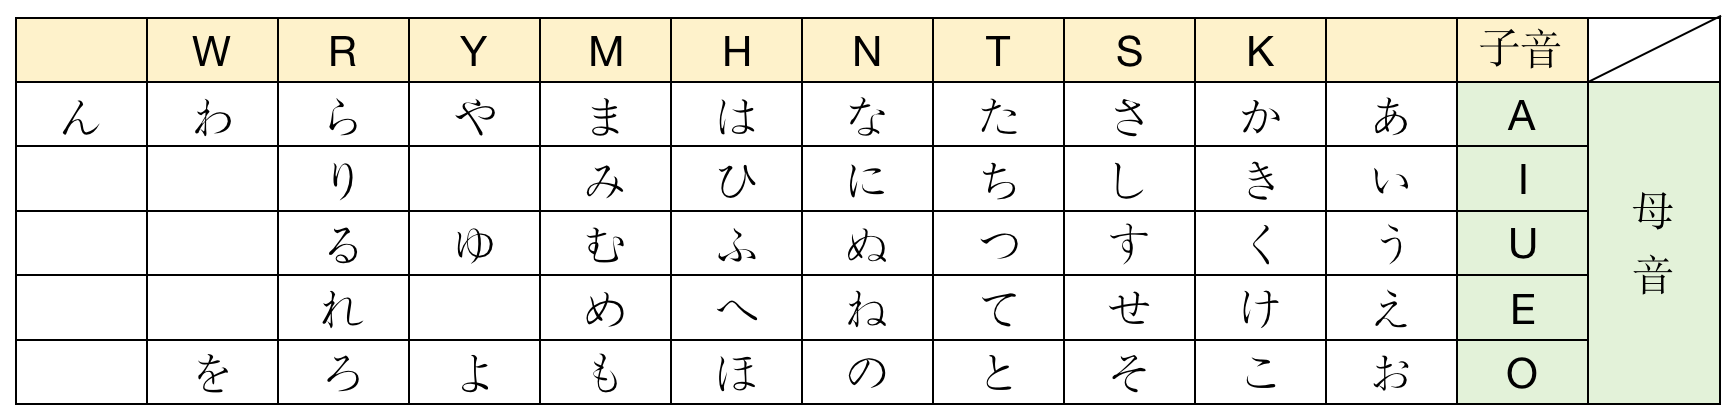 W R Y M H N T S K 子音
ん わ ら や ま は な た さ か あ A
り み ひ に ち し き い I
る ゆ む ふ ぬ つ す く う U
れ め へ ね て せ け え E
を ろ よ も ほ の と そ こ お O
母音